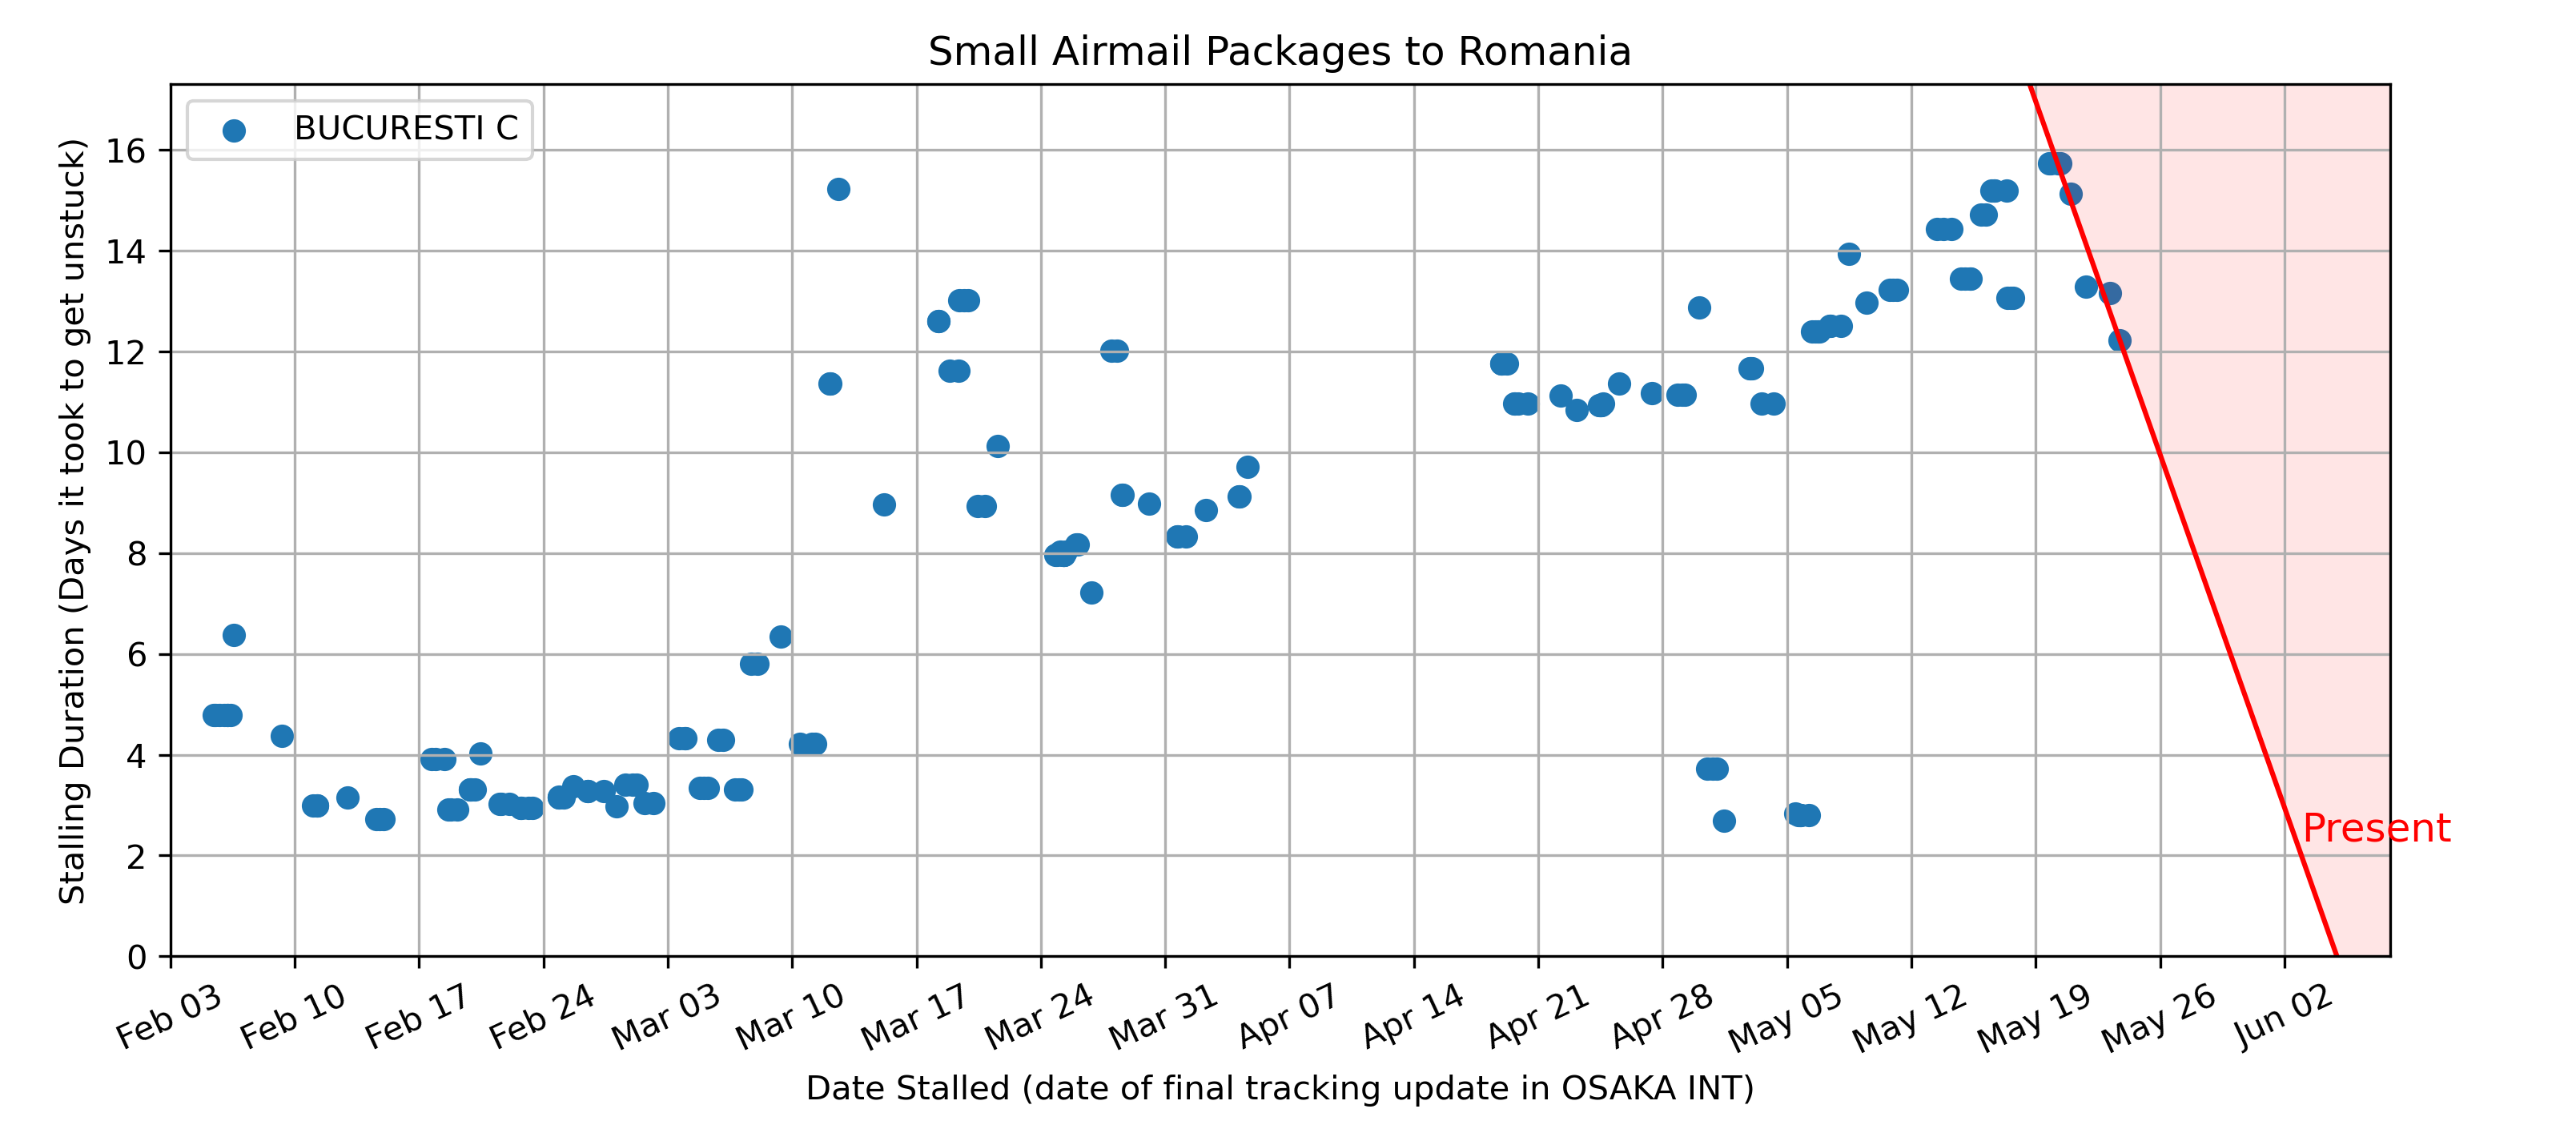 Small Airmail Packages to Romania
BUCURESTI C
Stalling Duration (Days it took to get unstuck)
16
14
12
10
8
6
4
2
0
Present
Feb 03
Feb 10
Feb 17
Feb 24
Mar 03
Mar 10
Mar 17
Mar 24
Mar 31
Apr 07
Apr 14
Apr 21
Apr 28
May 05
May 12
May 19
May 26
Jun 02
Date Stalled (date of final tracking update in OSAKA INT)